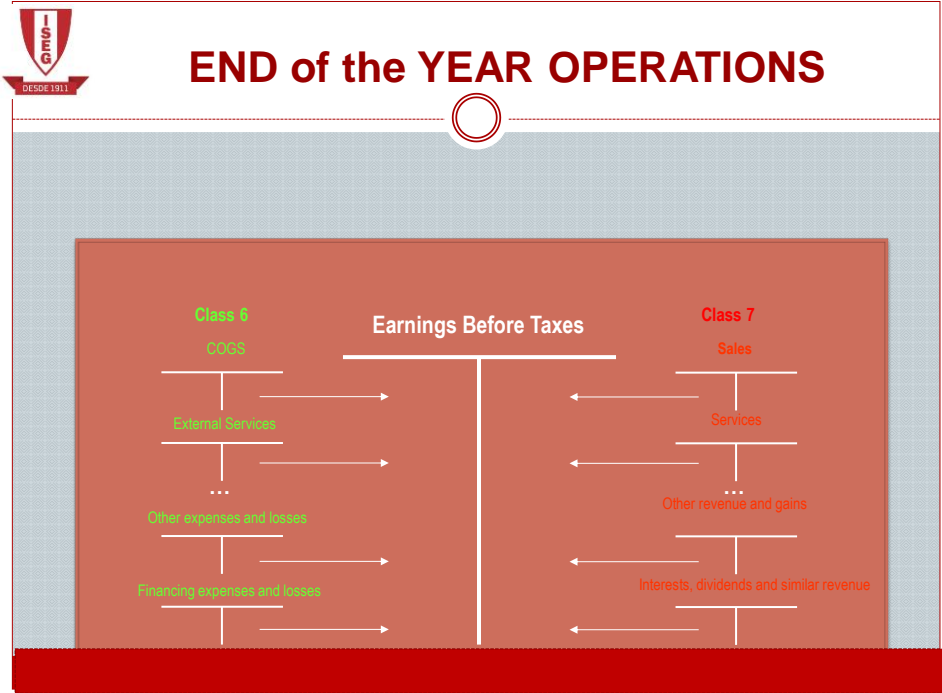 ISEG
DESDE 1911
END of the YEAR OPERATIONS
Class 6
Earnings Before Taxes
Class 7
COGS
Sales
External Services
Services
...
...
Other expenses and losses
Other revenue and gains
Financing expenses and losses
Interests, dividends and similar revenue